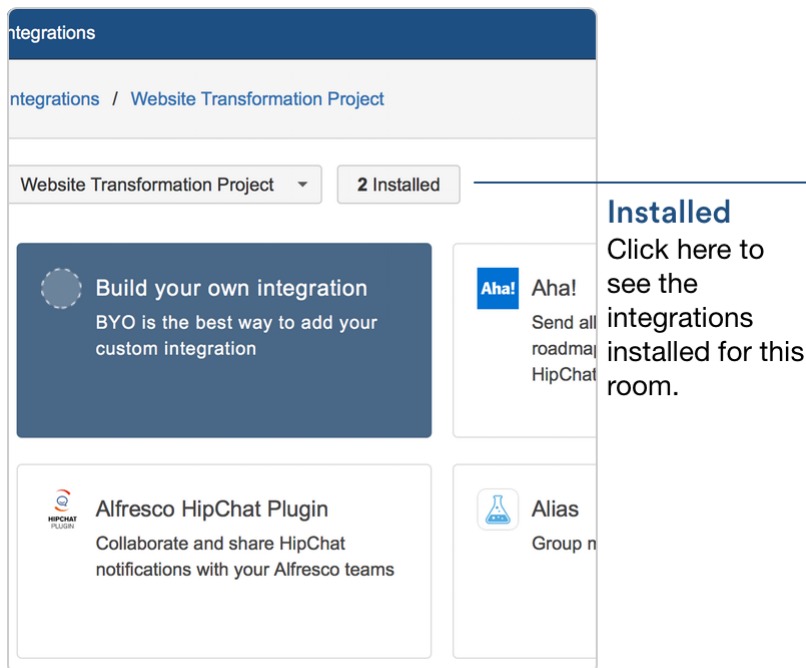 ntegrations
ntegrations / Website Transformation Project
Website Transformation Project
2 Installed
Installed
Click here to
see the
integrations
installed for this
room.
Build your own integration
BYO is the best way to add your
custom integration
Aha!
Aha!
Send all
roadmap
HipChat
HIPCHAT
PLUGIN
Alfresco HipChat Plugin
Collaborate and share HipChat
notifications with your Alfresco teams
Alias
Group